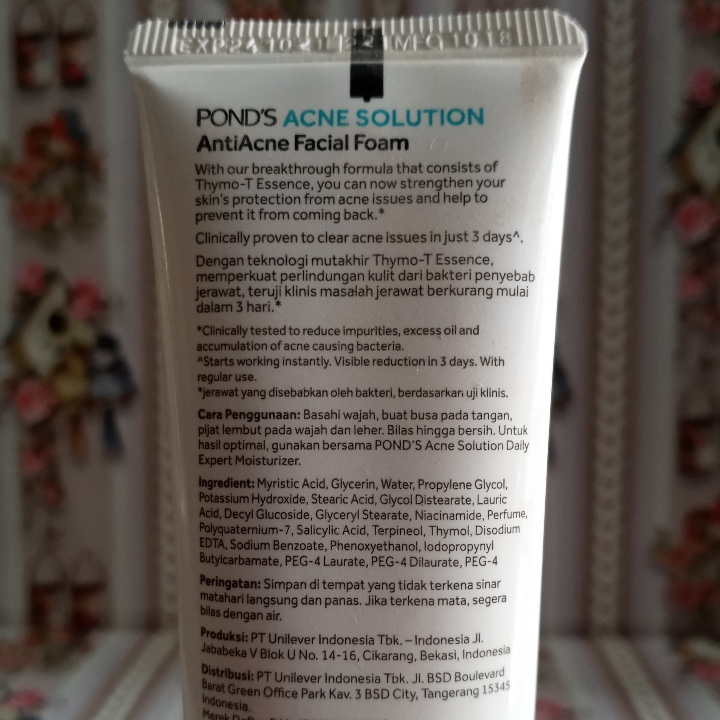 EXP241021 MFG1018
POND'S ACNE SOLUTION
AntiAcne Facial Foam
With our breakthrough formula that consists of
Thymo-T Essence, you can now strengthen your
skin's protection from acne issues and help to
prevent it from coming back.*
Clinically proven to clear acne issues in just 3 days^.
Dengan teknologi mutakhir Thymo-T Essence,
memperkuat perlindungan kulit dari bakteri penyebab
jerawat, teruji klinis masalah jerawat berkurang mulai
dalam 3 hari.*
*Clinically tested to reduce impurities, excess oil and
accumulation of acne causing bacteria.
^Starts working instantly. Visible reduction in 3 days. With
regular use.
*jerawat yang disebabkan oleh bakteri, berdasarkan uji klinis.
Cara Penggunaan: Basahi wajah, buat busa pada tangan,
pijat lembut pada wajah dan leher. Bilas hingga bersih. Untuk
hasil optimal, gunakan bersama POND'S Acne Solution Daily
Expert Moisturizer.
Ingredient: Myristic Acid, Glycerin, Water, Propylene Glycol,
Potassium Hydroxide, Stearic Acid, Glycol Distearate, Lauric
Acid, Decyl Glucoside, Glyceryl Stearate, Niacinamide, Perfume,
Polyquaternium-7, Salicylic Acid, Terpineol, Thymol, Disodium
EDTA, Sodium Benzoate, Phenoxyethanol, Iodopropynyl
Butylcarbamate, PEG-4 Laurate, PEG-4 Dilaurate, PEG-4
Peringatan: Simpan di tempat yang tidak terkena sinar
matahari langsung dan panas. Jika terkena mata, segera
bilas dengan air.
Produksi: PT Unilever Indonesia Tbk. – Indonesia Jl.
Jababeka V Blok U No. 14-16, Cikarang, Bekasi, Indonesia
Distribusi: PT Unilever Indonesia Tbk. Jl. BSD Boulevard
Barat Green Office Park Kav. 3 BSD City, Tangerang 15345
Indonesia.
Merek